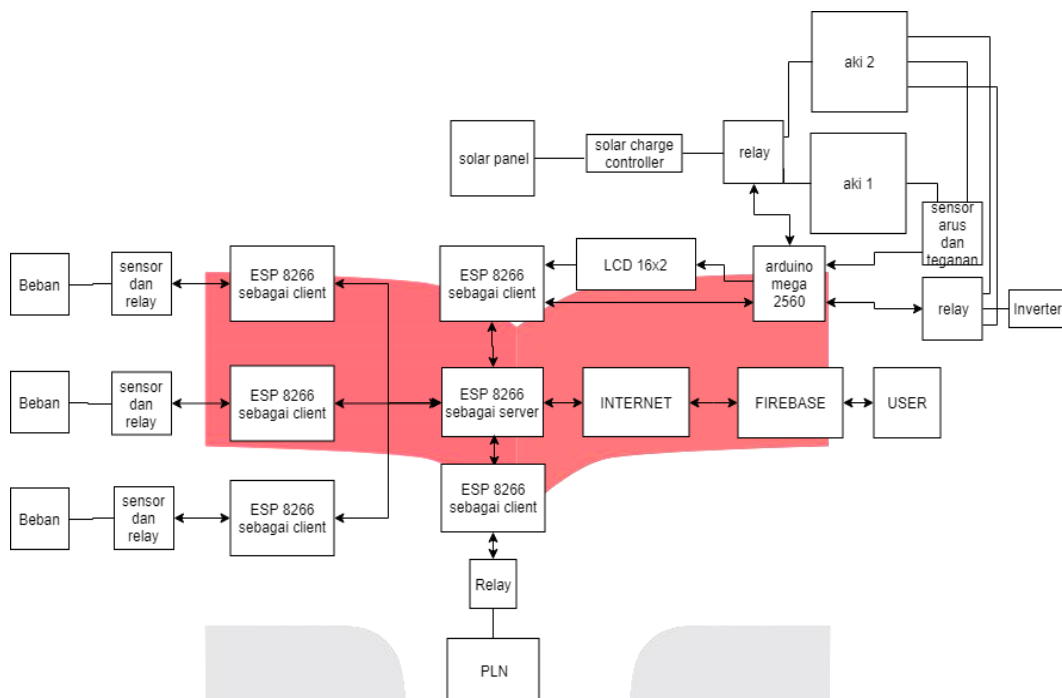 aki 2
solar panel
solar charge
controller
relay
aki 1
sensor
arus dan
teganan
Beban
sensor
dan
relay
ESP 8266
sebagai client
ESP 8266
sebagai client
LCD 16x2
arduino
mega
2560
relay
Inverter
Beban
sensor
dan
relay
ESP 8266
sebagai client
ESP 8266
sebagai server
INTERNET
FIREBASE
USER
Beban
sensor
dan
relay
ESP 8266
sebagai client
ESP 8266
sebagai client
Relay
PLN